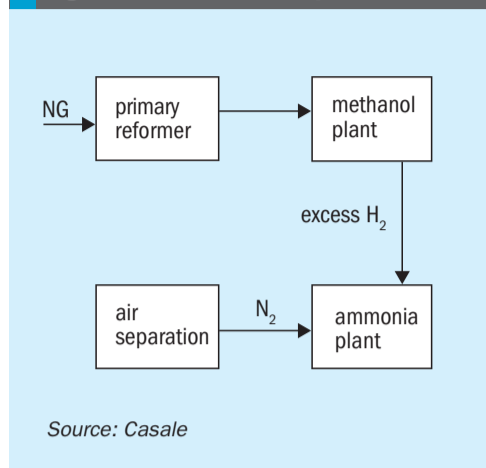 NG
primary
reformer
methanol
plant
excess H₂
air
separation
N₂
ammonia
plant
Source: Casale